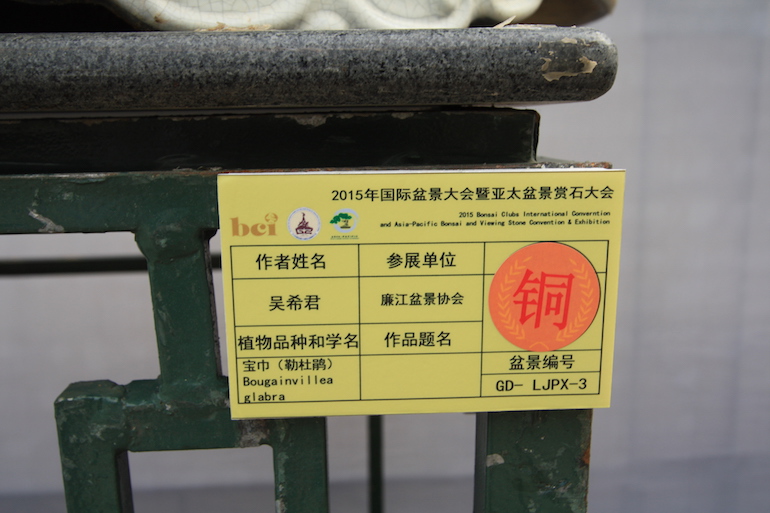 2015年国际盆景大会暨亚太盆景赏石大会
2015 Bonsai Clubs International Converntion
and Asia-Pacific Bonsai and Viewing Stone Convention & Exhibition
bci
作者姓名
参展单位
吴希君
廉江盆景协会
铜
植物品种和学名
作品题名
盆景编号
宝巾（勒杜鹃）
Bougainvillea
glabra
GD- LJPX-3